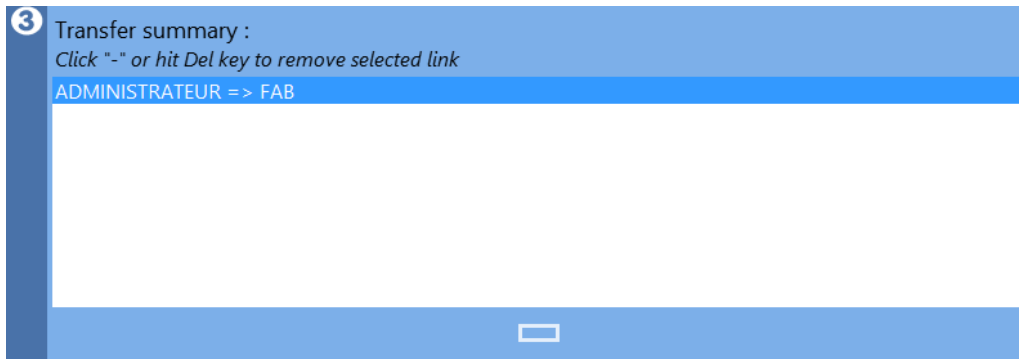 3
Transfer summary :
Click "-" or hit Del key to remove selected link
ADMINISTRATEUR => FAB